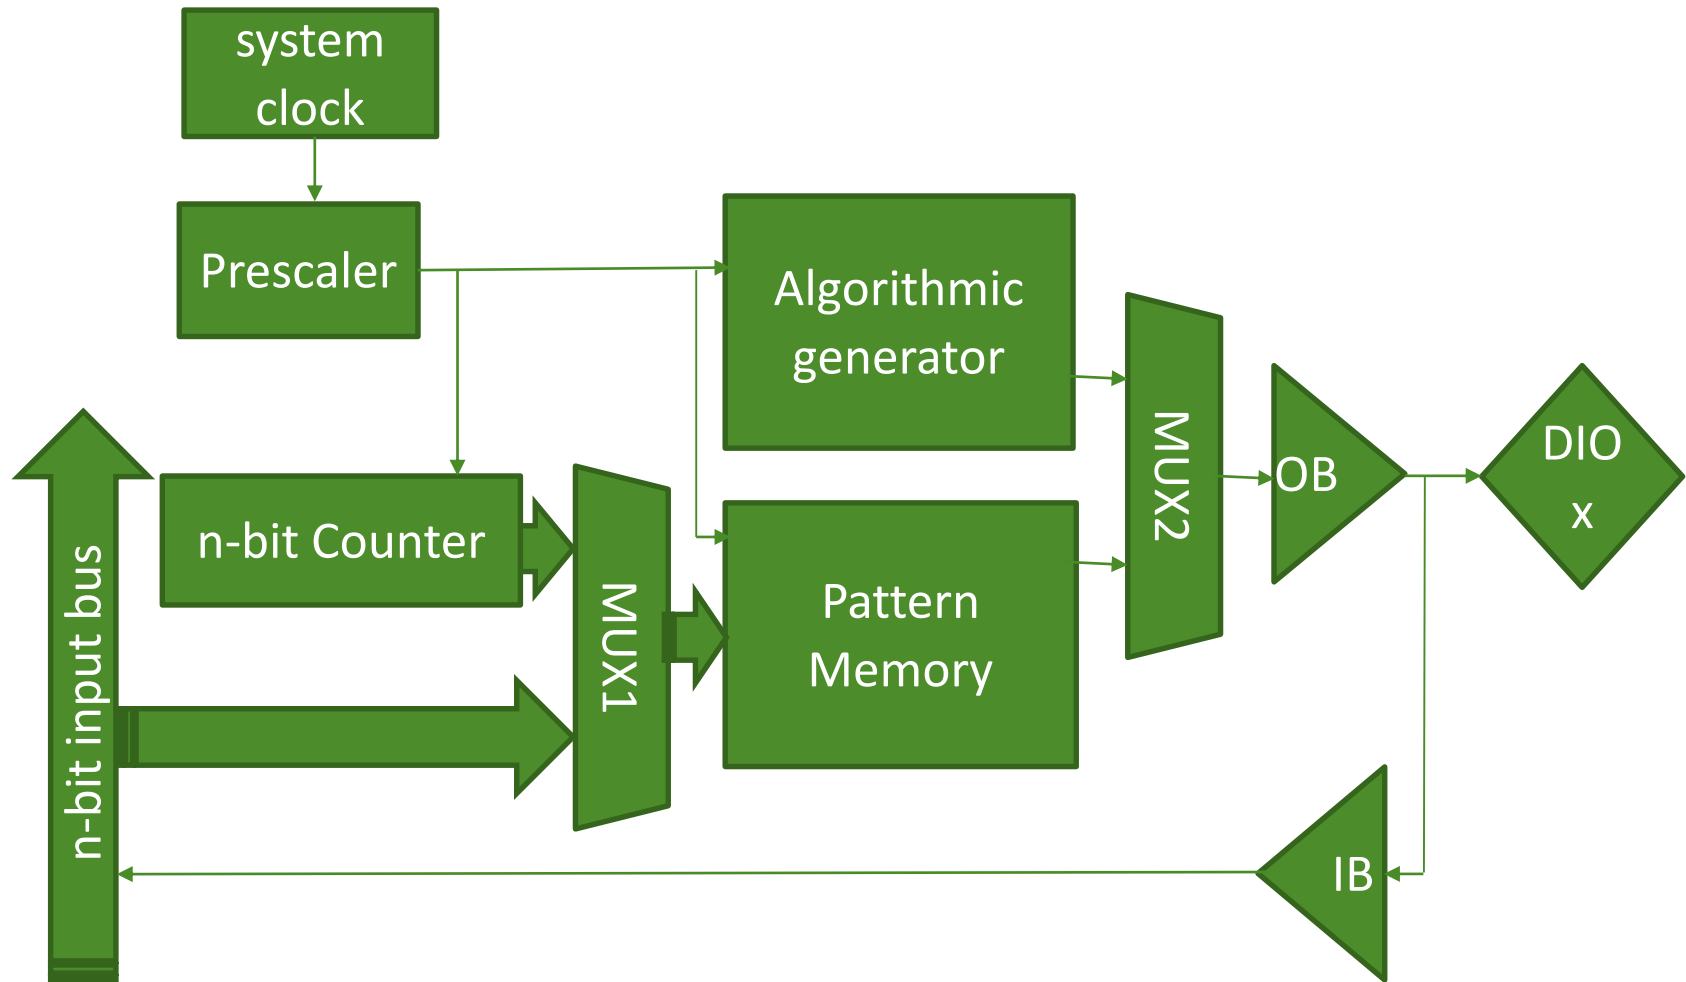 system
clock
Prescaler
Algorithmic
generator
n-bit Counter
MUX1
Pattern
Memory
MUX2
OB
DIO
x
n-bit input bus
IB